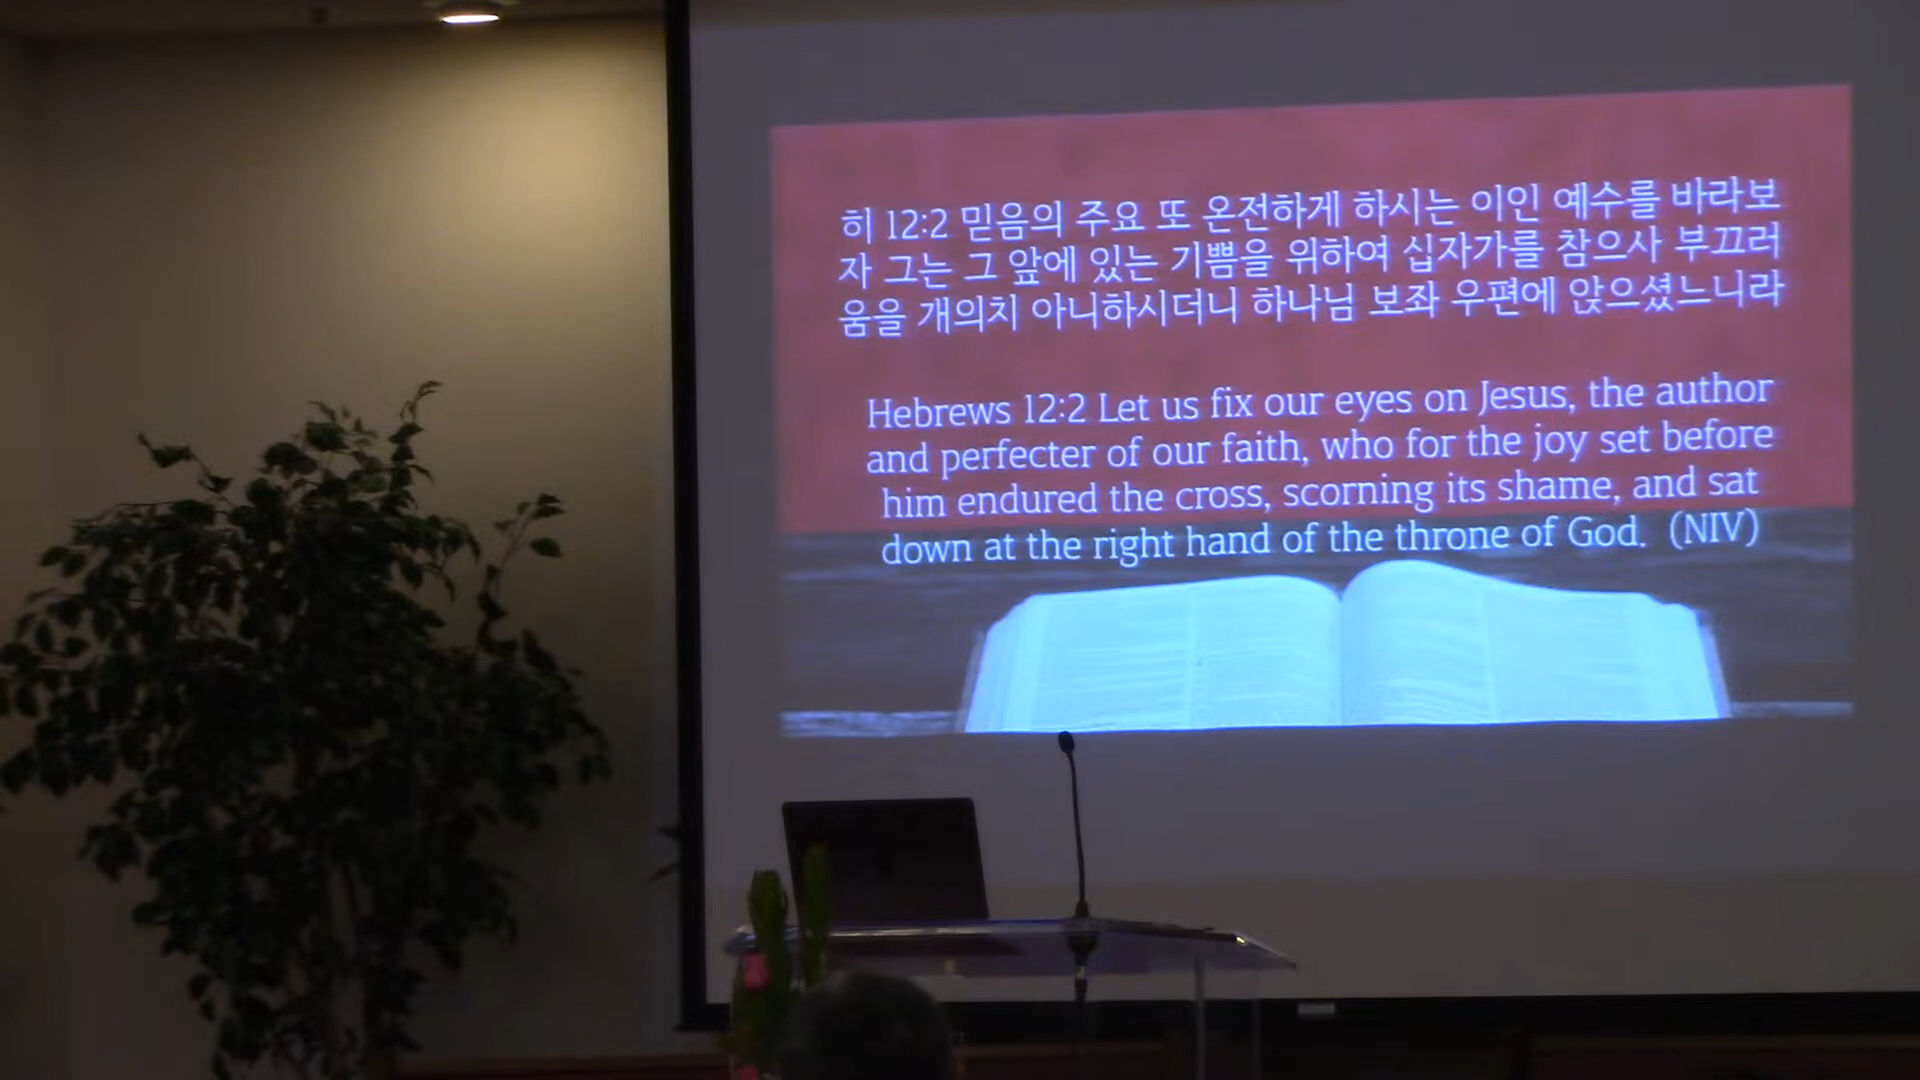 히 12:2 믿음의 주요 또 온전하게 하시는 이인 예수를 바라보
자 그는 그 앞에 있는 기쁨을 위하여 십자가를 참으사 부끄러
움을 개의치 아니하시더니 하나님 보좌 우편에 앉으셨느니라
Hebrews 12:2 Let us fix our eyes on Jesus, the author
and perfecter of our faith, who for the joy set before
him endured the cross, scorning its shame, and sat
down at the right hand of the throne of God. (NIV)